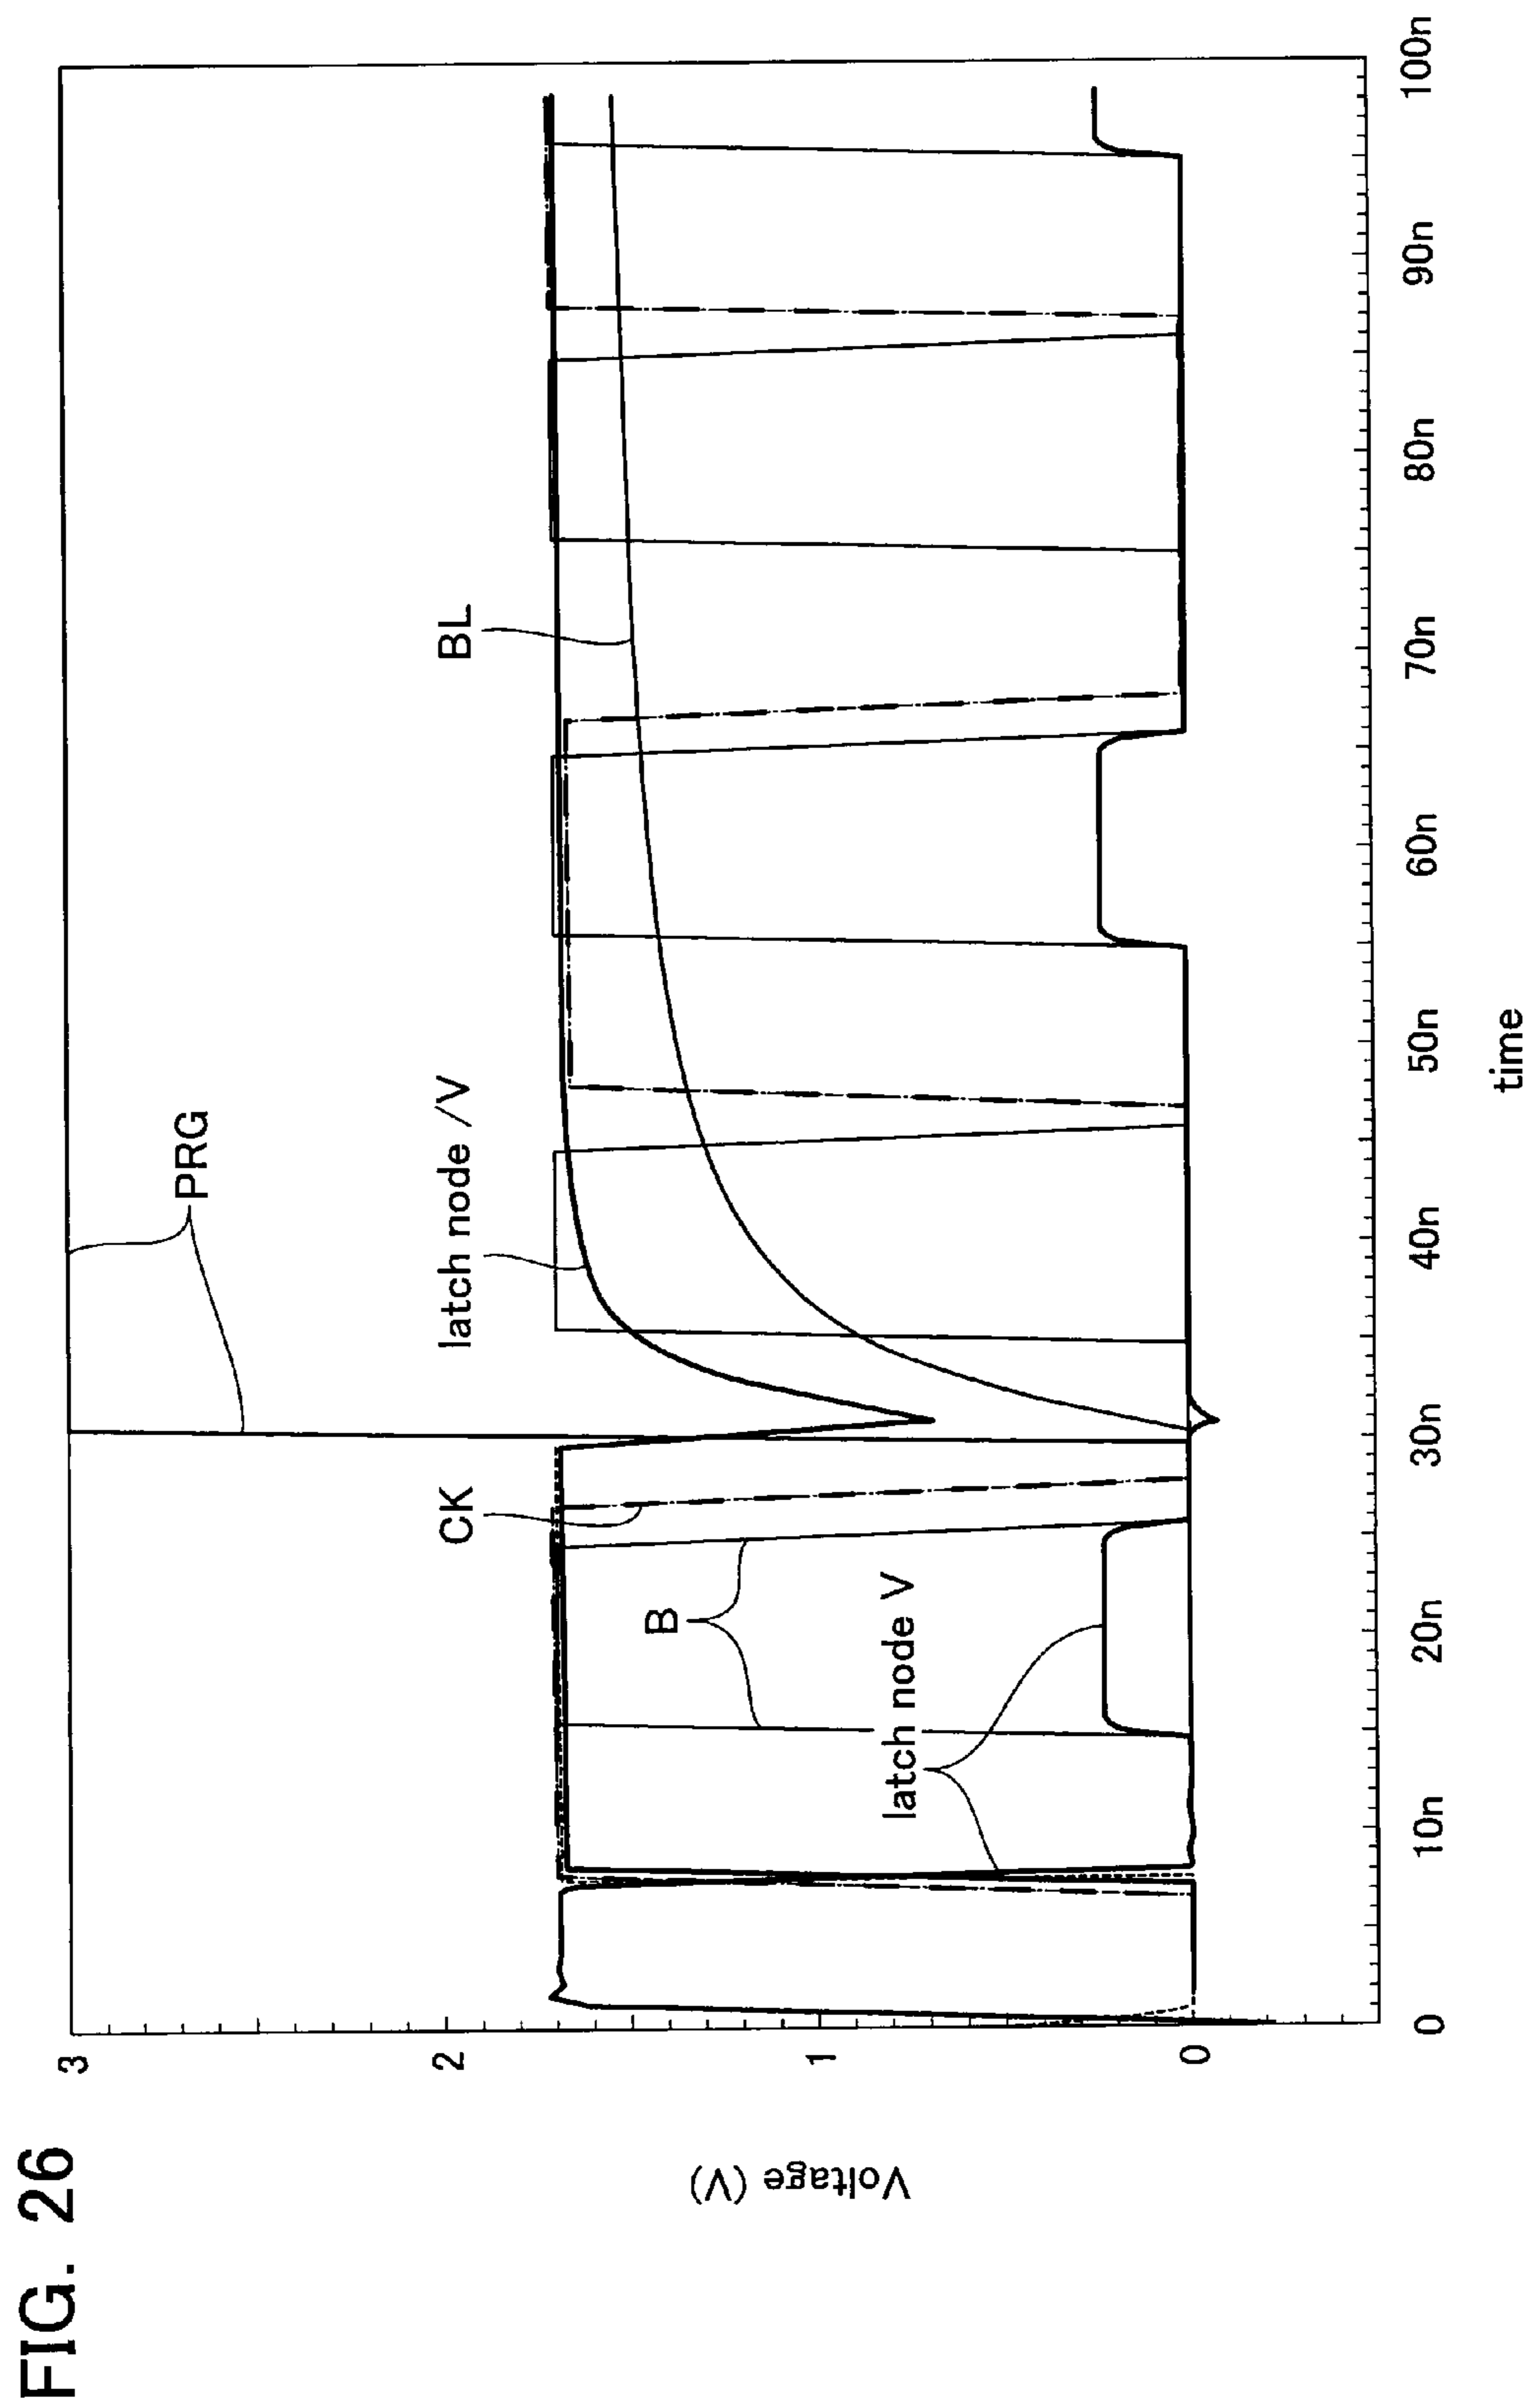 FIG. 26
Voltage (V)
3
2
1
0
PRG
latch node /V
BL
CK
B
latch node V
0
10n
20n
30n
40n
50n
60n
70n
80n
90n
100n
time